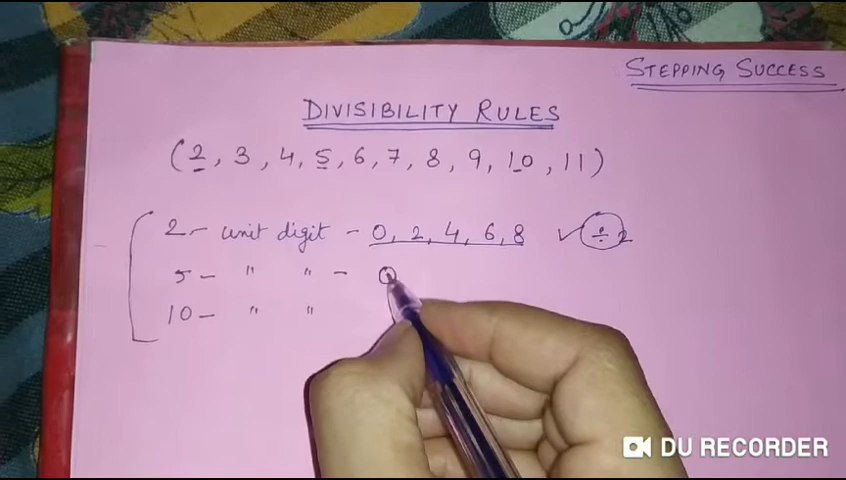 STEPPING SUCCESS
DIVISIBILITY RULES
(2, 3, 4, 5, 6, 7, 8, 9, 10, 11)
2 - unit digit - 0, 2, 4, 6, 8 ✓ ÷ 2
5 - " " - 0
10 - " "
DU RECORDER